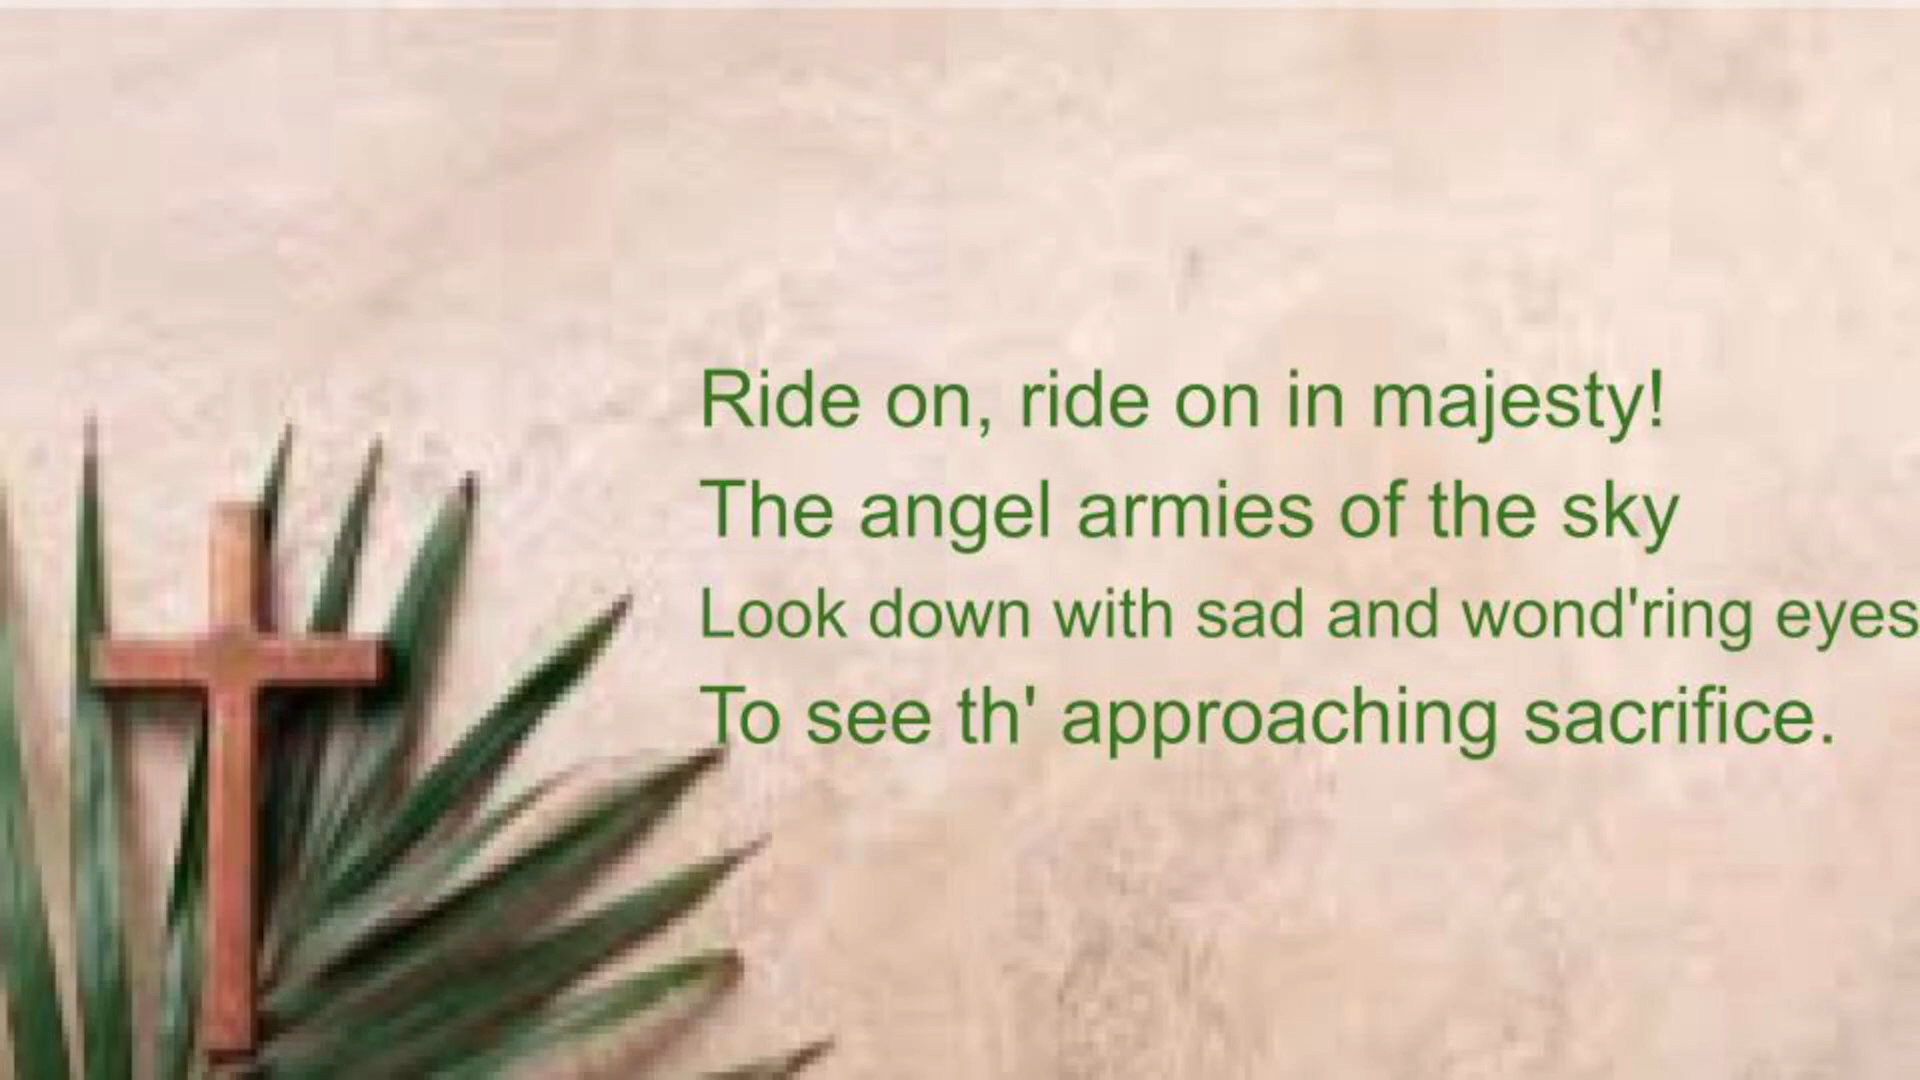 Ride on, ride on in majesty!
The angel armies of the sky
Look down with sad and wond'ring eyes
To see th' approaching sacrifice.